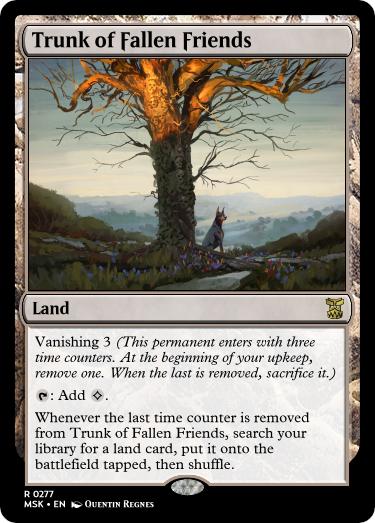 Trunk of Fallen Friends
Land
Vanishing 3 (This permanent enters with three
time counters. At the beginning of your upkeep,
remove one. When the last is removed, sacrifice it.)
: Add .
Whenever the last time counter is removed
from Trunk of Fallen Friends, search your
library for a land card, put it onto the
battlefield tapped, then shuffle.
R 0277
MSK • EN Quentin Regnes